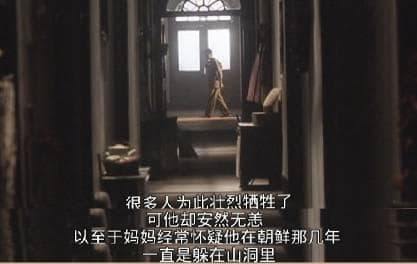 很多人为此壮烈牺牲了
可他却安然无恙
以至于妈妈经常怀疑他在朝鲜那几年
一直是躲在山洞里